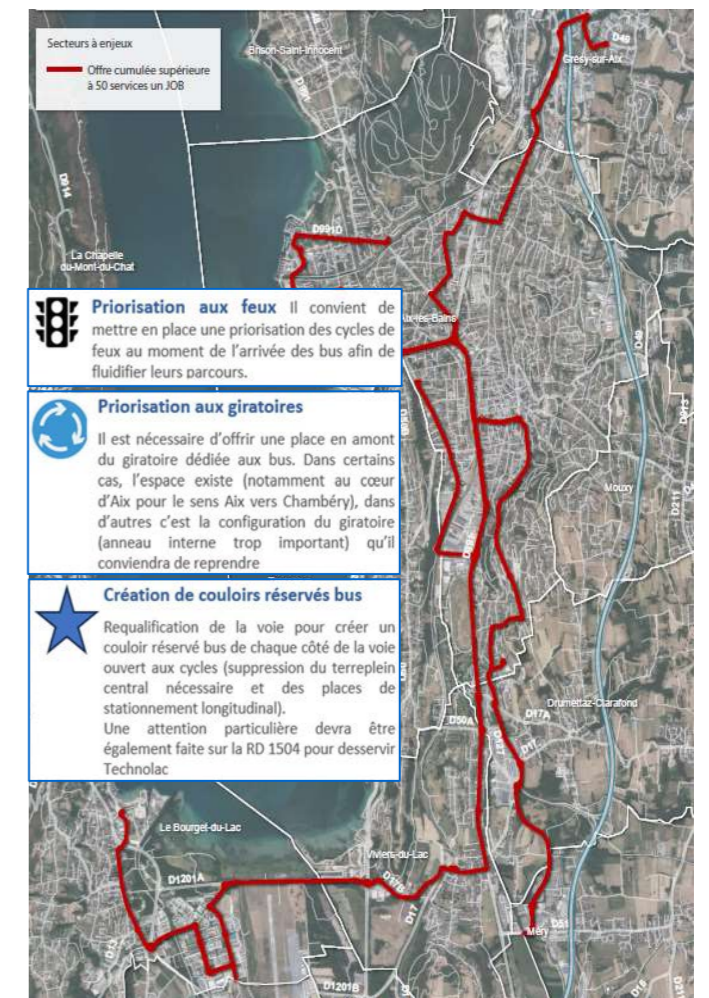 Secteurs à enjeux
Offre cumulée supérieure
à 50 services un JOB
Brison-Saint-Innocent
D49
Grésy-sur-Aix
D914
D991D
La Chapelle
du-Mont-du-Chat
Aix-les-Bains
Priorisation aux feux Il convient de
mettre en place une priorisation des cycles de
feux au moment de l'arrivée des bus afin de
fluidifier leurs parcours.
D49
D913
Priorisation aux giratoires
Il est nécessaire d'offrir une place en amont
du giratoire dédiée aux bus. Dans certains
cas, l'espace existe (notamment au cœur
d'Aix pour le sens Aix vers Chambéry), dans
d'autres c'est la configuration du giratoire
(anneau interne trop important) qu'il
conviendra de reprendre
Mouxy
D211
Création de couloirs réservés bus
Requalification de la voie pour créer un
couloir réservé bus de chaque côté de la voie
ouvert aux cycles (suppression du terreplein
central nécessaire et des places de
stationnement longitudinal).
Une attention particulière devra être
également faite sur la RD 1504 pour desservir
Technolac
Drumettaz-Clarafond
D50A
D17A
D17
Le Bourget-du-Lac
Viviers-du-Lac
D1201A
D17B
D17
D13
Méry
D51
D1201B